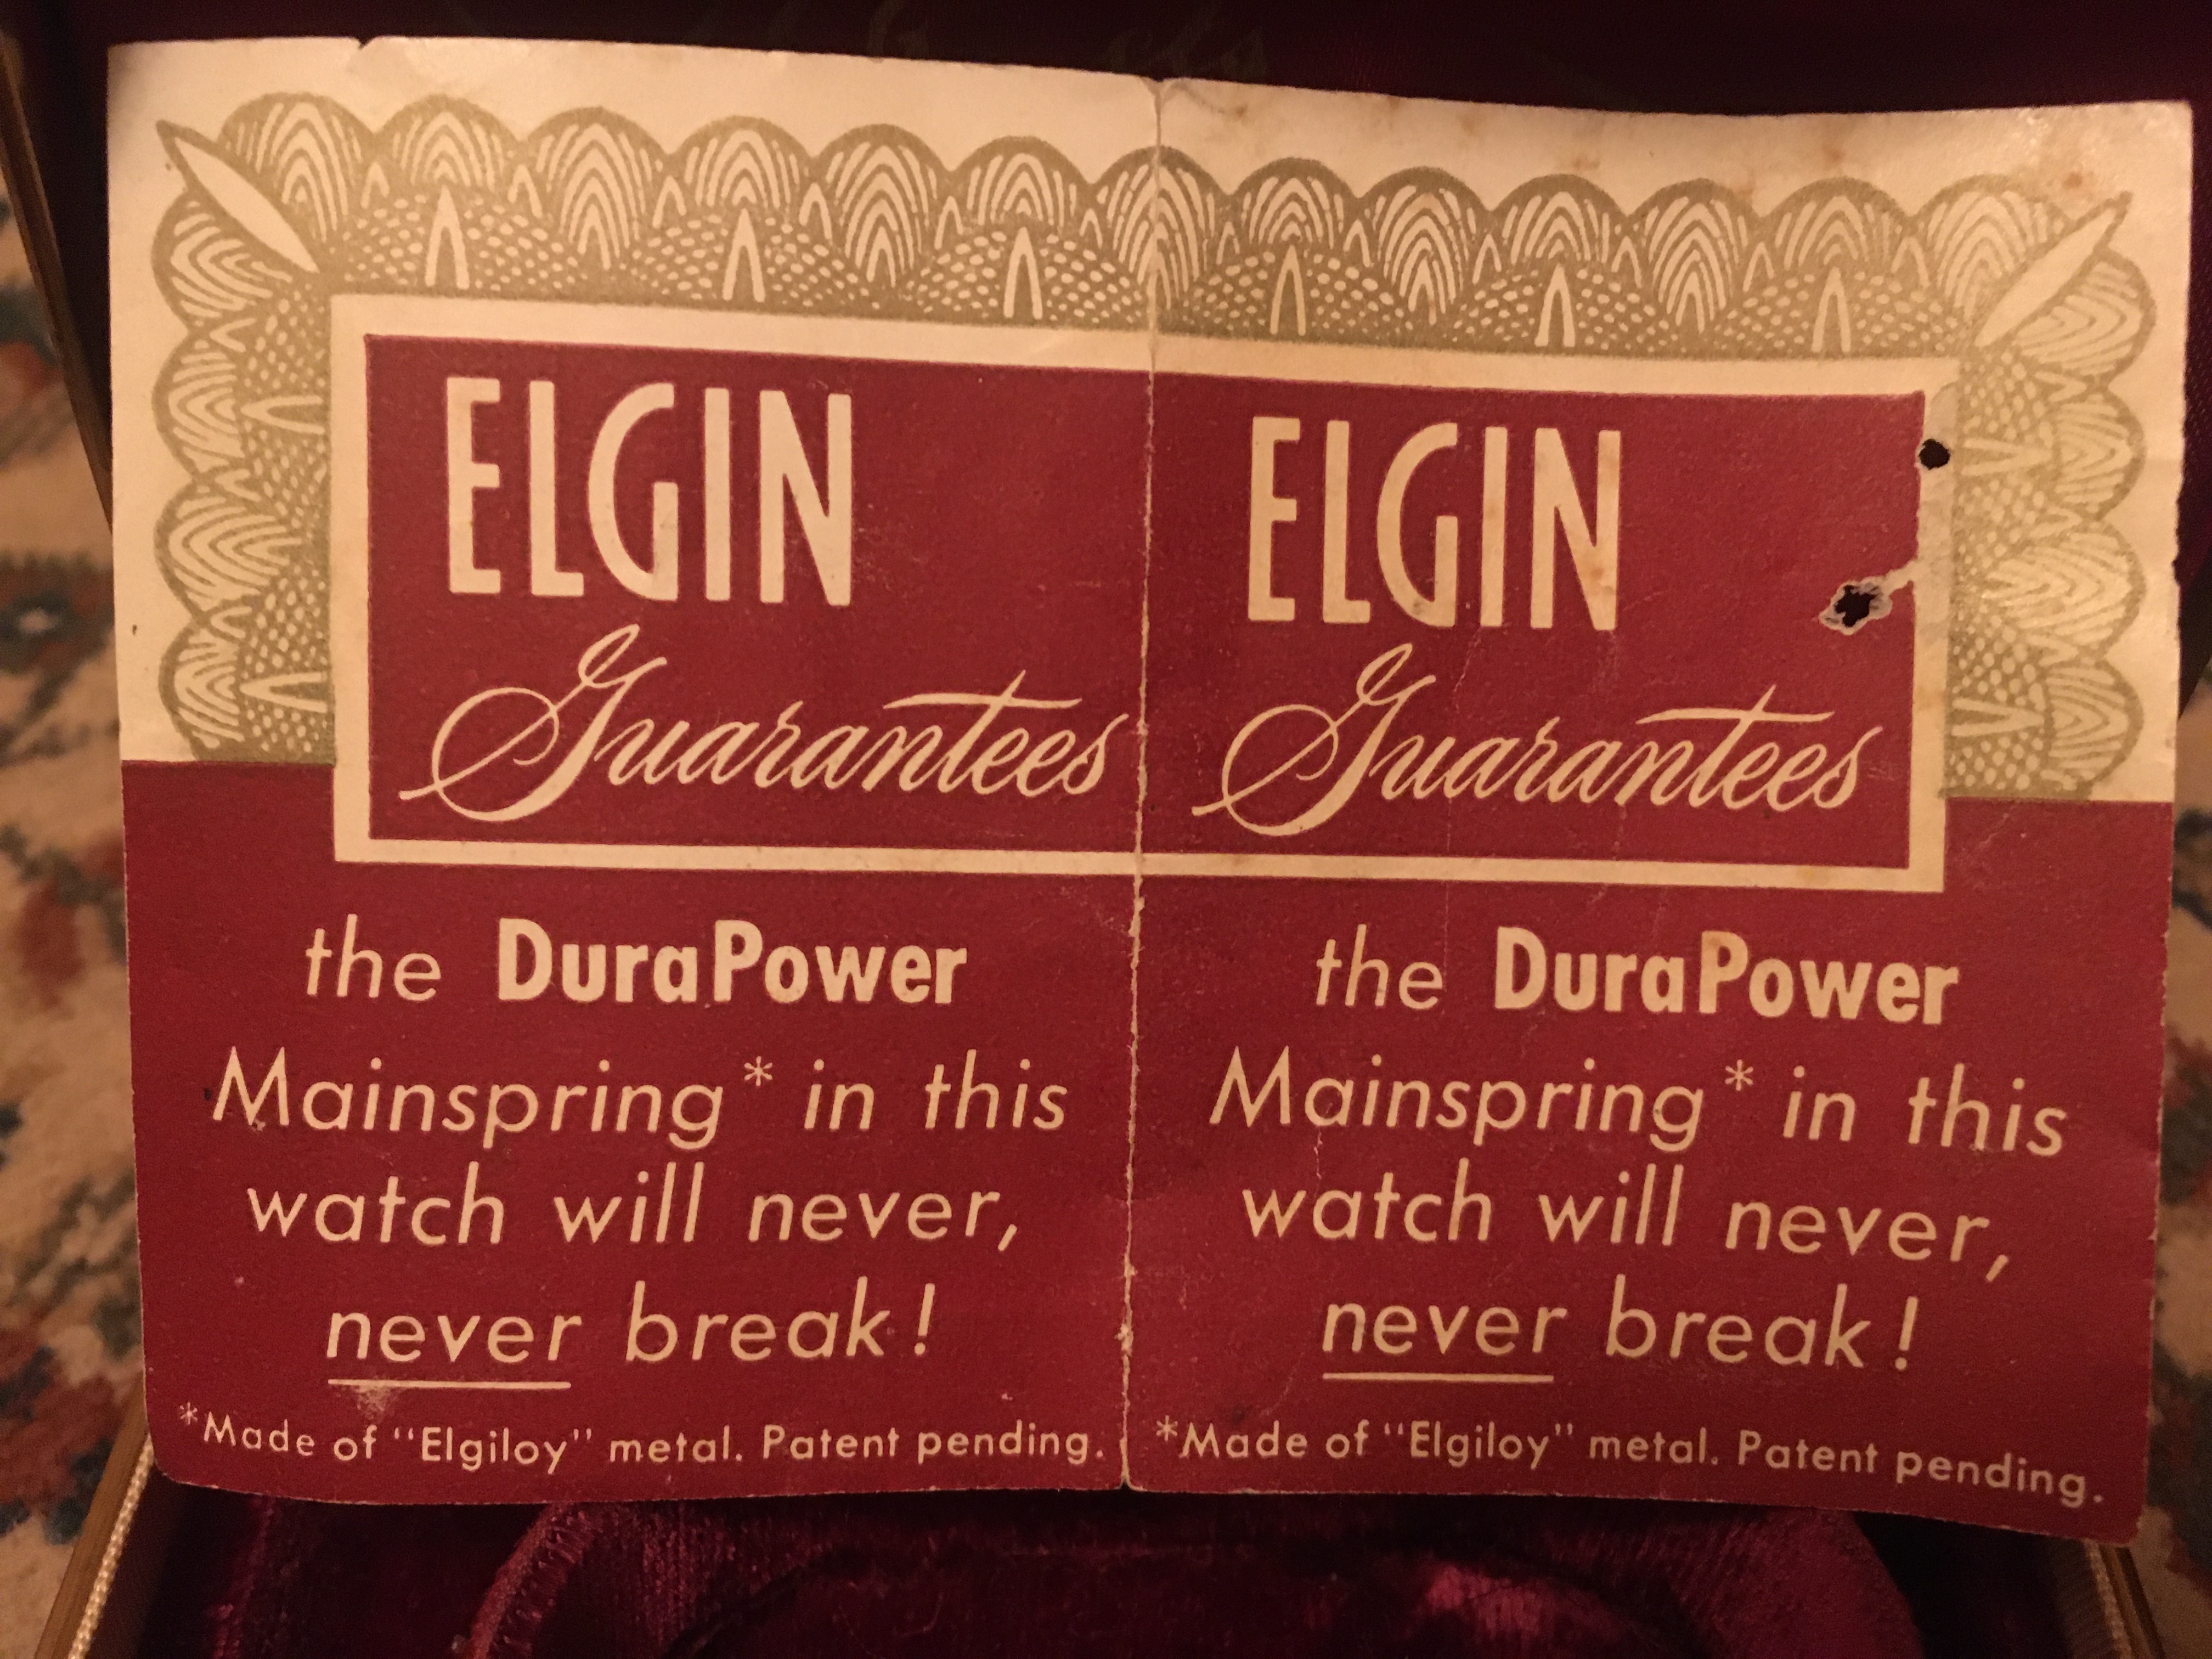 ELGIN
Guarantees
the DuraPower
Mainspring* in this
watch will never,
never break!
*Made of "Elgiloy" metal. Patent pending.
ELGIN
Guarantees
the DuraPower
Mainspring* in this
watch will never,
never break!
*Made of "Elgiloy" metal. Patent pending.